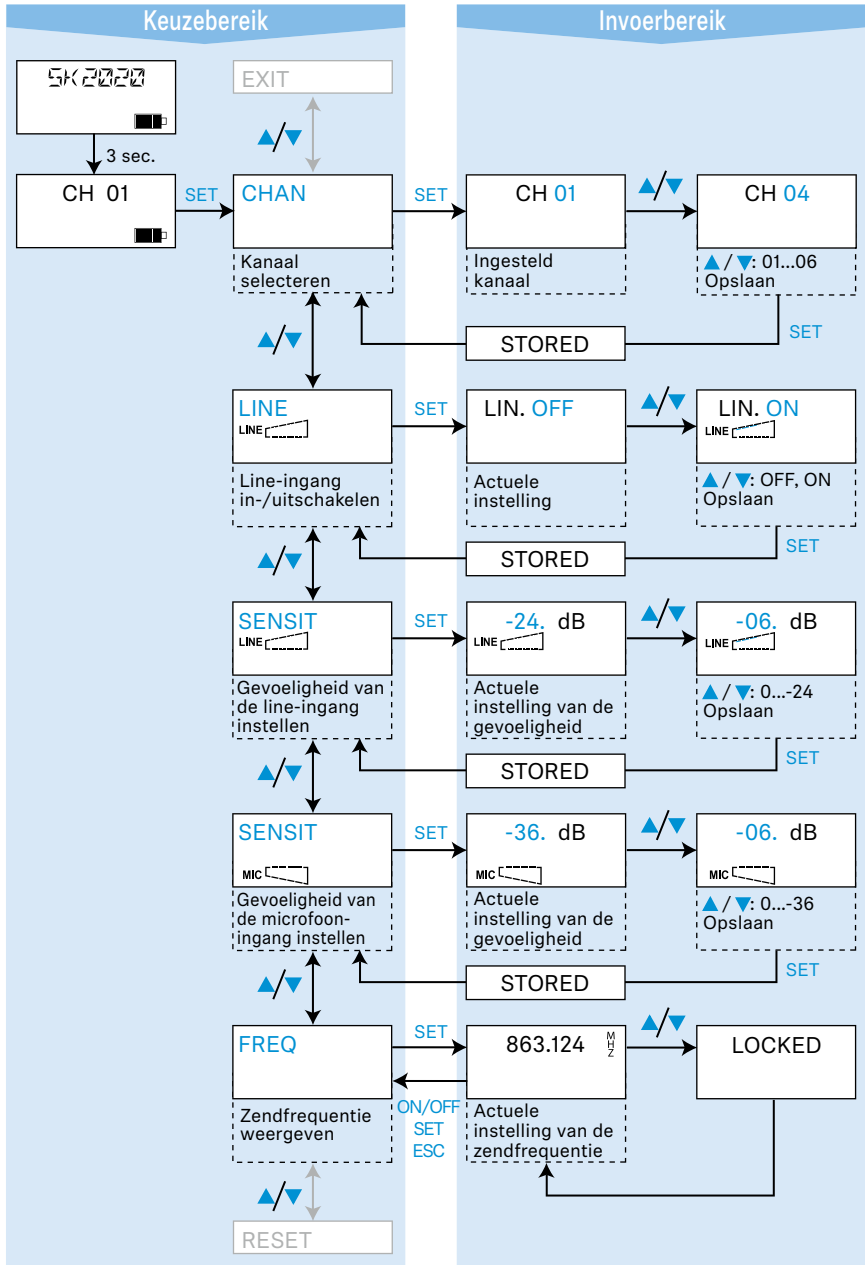 Keuzebereik
Invoerbereik
SK2020
3 sec.
CH 01
SET
EXIT
▲/▼
CHAN
Kanaal
selecteren
SET
CH 01
Ingesteld
kanaal
▲/▼
CH 04
▲ / ▼: 01...06
Opslaan
SET
STORED
▲/▼
LINE
LINE
Line-ingang
in-/uitschakelen
SET
LIN. OFF
Actuele
instelling
▲/▼
LIN. ON
LINE
▲ / ▼: OFF, ON
Opslaan
SET
STORED
▲/▼
SENSIT
LINE
Gevoeligheid van
de line-ingang
instellen
SET
-24. dB
LINE
Actuele
instelling van de
gevoeligheid
▲/▼
-06. dB
LINE
▲ / ▼: 0...-24
Opslaan
SET
STORED
▲/▼
SENSIT
MIC
Gevoeligheid van
de microfoon-
ingang instellen
SET
-36. dB
MIC
Actuele
instelling van de
gevoeligheid
▲/▼
-06. dB
MIC
▲ / ▼: 0...-36
Opslaan
SET
STORED
▲/▼
FREQ
Zendfrequentie
weergeven
SET
ON/OFF
SET
ESC
863.124 MHZ
Actuele
instelling van de
zendfrequentie
▲/▼
LOCKED
▲/▼
RESET